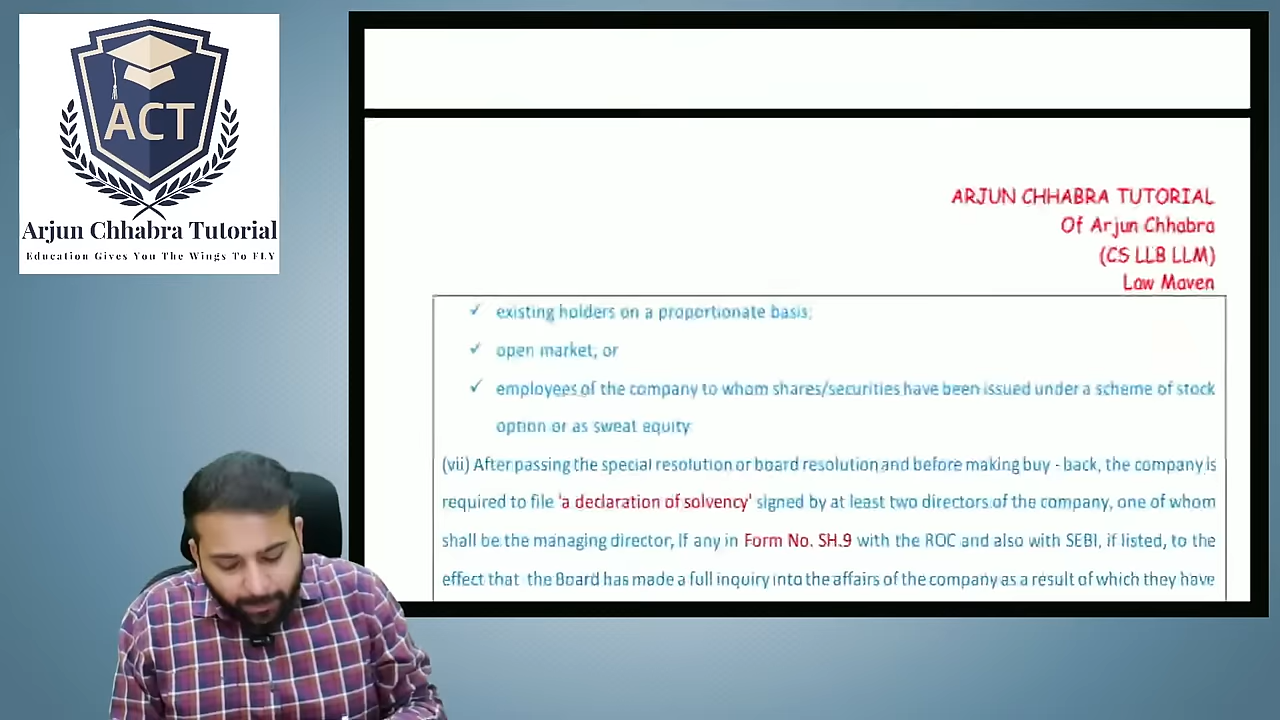 ACT
Arjun Chhabra Tutorial
Education Gives You The Wings To FLY
ARJUN CHHABRA TUTORIAL
Of Arjun Chhabra
(CS LLB LLM)
Law Maven
✓ existing holders on a proportionate basis;
✓ open market; or
✓ employees of the company to whom shares/securities have been issued under a scheme of stock
option or as sweat equity
(vii) After passing the special resolution or board resolution and before making buy - back, the company is
required to file 'a declaration of solvency' signed by at least two directors of the company, one of whom
shall be the managing director, If any in Form No. SH.9 with the ROC and also with SEBI, if listed, to the
effect that the Board has made a full inquiry into the affairs of the company as a result of which they have